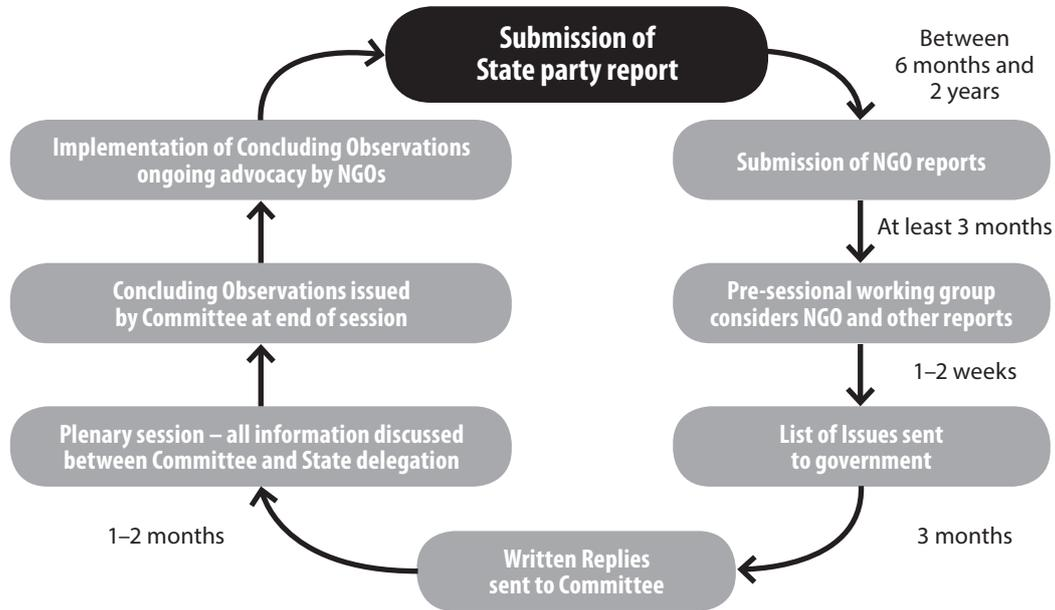 Submission of
State party report
Between
6 months and
2 years
Submission of NGO reports
At least 3 months
Pre-sessional working group
considers NGO and other reports
1–2 weeks
List of Issues sent
to government
3 months
Written Replies
sent to Committee
1–2 months
Plenary session – all information discussed
between Committee and State delegation
Concluding Observations issued
by Committee at end of session
Implementation of Concluding Observations
ongoing advocacy by NGOs